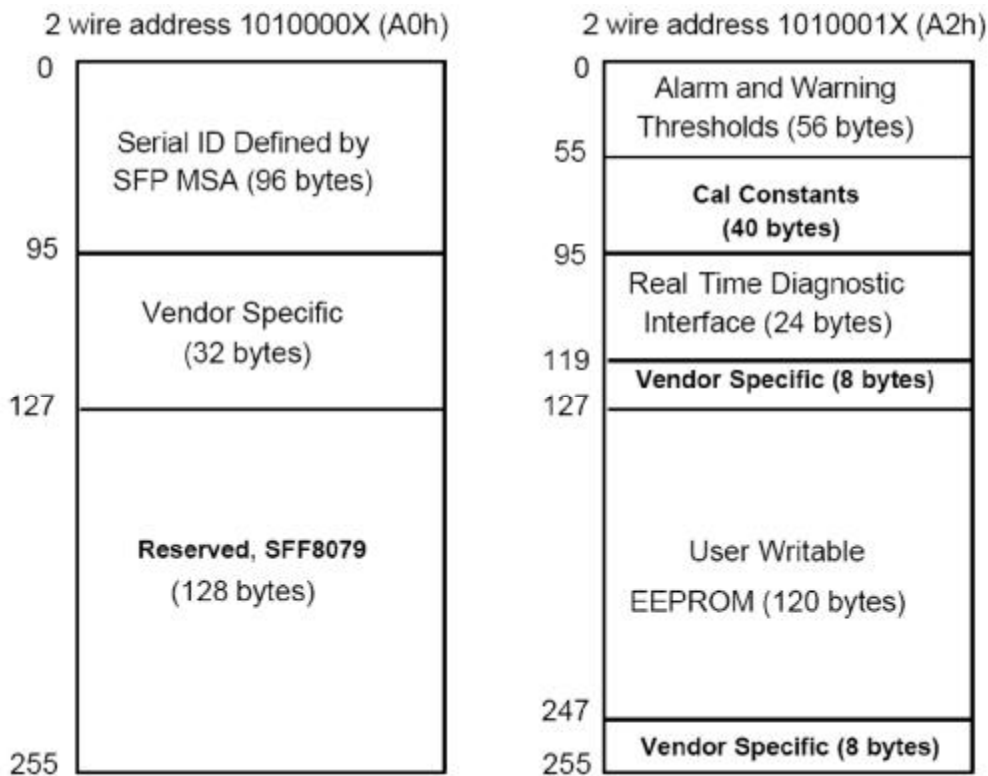 2 wire address 1010000X (A0h)
0
Serial ID Defined by
SFP MSA (96 bytes)
95
Vendor Specific
(32 bytes)
127
Reserved, SFF8079
(128 bytes)
255
2 wire address 1010001X (A2h)
0
Alarm and Warning
Thresholds (56 bytes)
55
Cal Constants
(40 bytes)
95
Real Time Diagnostic
Interface (24 bytes)
119
Vendor Specific (8 bytes)
127
User Writable
EEPROM (120 bytes)
247
Vendor Specific (8 bytes)
255